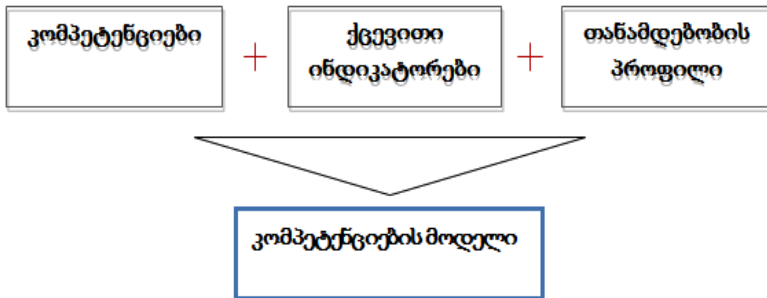 კომპეტენციები
+
ქცევითი
ინდიკატორები
+
თანამდებობის
პროფილი
კომპეტენციების მოდელი